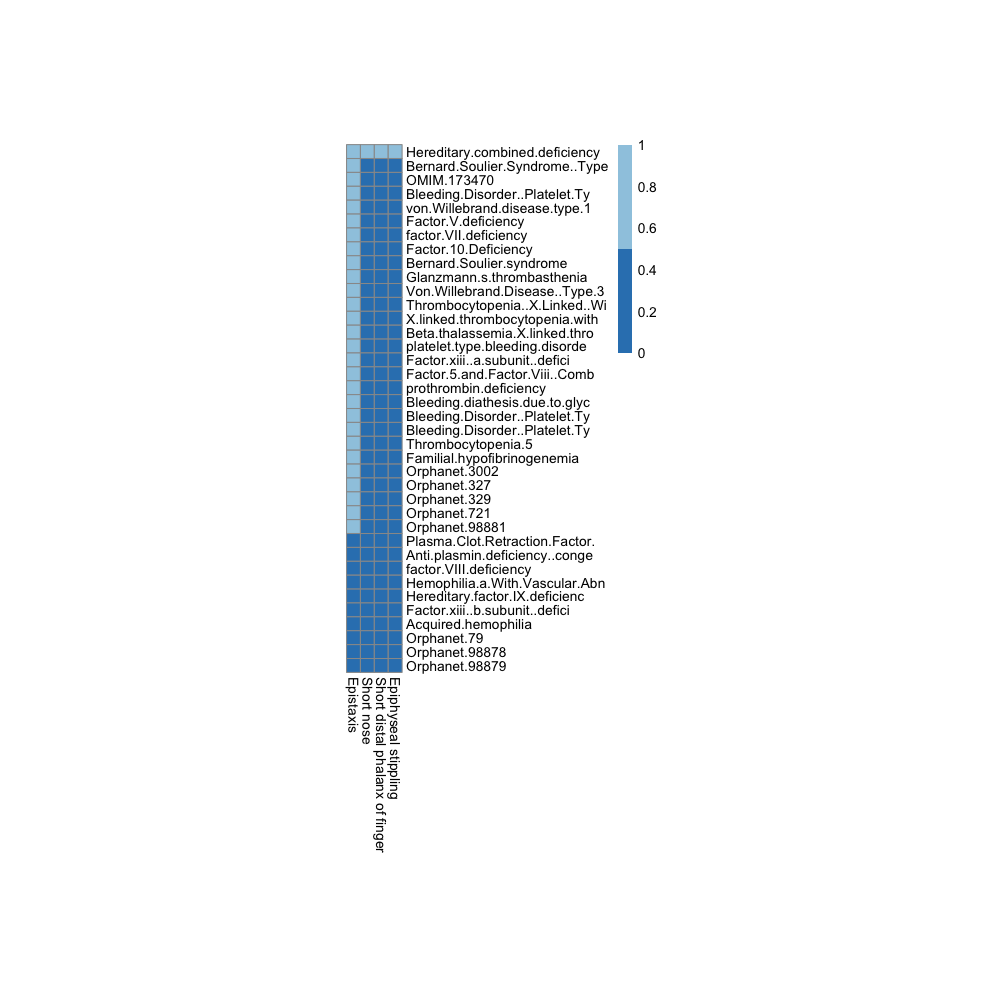 Hereditary.combined.deficiency
Bernard.Soulier.Syndrome..Type
OMIM.173470
Bleeding.Disorder..Platelet.Ty
von.Willebrand.disease.type.1
Factor.V.deficiency
factor.VII.deficiency
Factor.10.Deficiency
Bernard.Soulier.syndrome
Glanzmann.s.thrombasthenia
Von.Willebrand.Disease..Type.3
Thrombocytopenia..X.Linked..Wi
X.linked.thrombocytopenia.with
Beta.thalassemia.X.linked.thro
platelet.type.bleeding.disorde
Factor.xiii..a.subunit..defici
Factor.5.and.Factor.Viii..Comb
prothrombin.deficiency
Bleeding.diathesis.due.to.glyc
Bleeding.Disorder..Platelet.Ty
Bleeding.Disorder..Platelet.Ty
Thrombocytopenia.5
Familial.hypofibrinogenemia
Orphanet.3002
Orphanet.327
Orphanet.329
Orphanet.721
Orphanet.98881
Plasma.Clot.Retraction.Factor.
Anti.plasmin.deficiency..conge
factor.VIII.deficiency
Hemophilia.a.With.Vascular.Abn
Hereditary.factor.IX.deficienc
Factor.xiii..b.subunit..defici
Acquired.hemophilia
Orphanet.79
Orphanet.98878
Orphanet.98879
1
0.8
0.6
0.4
0.2
0
Epistaxis
Short nose
Short distal phalanx of finger
Epiphyseal stippling